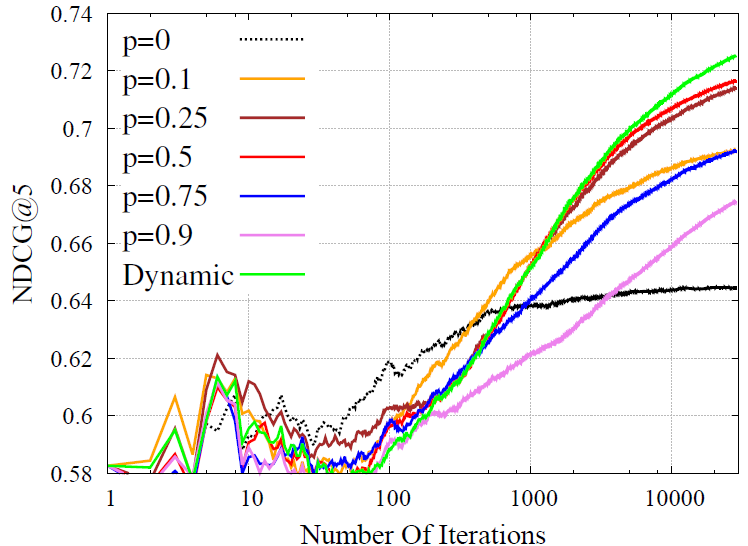 0.74
0.72
0.7
0.68
0.66
0.64
0.62
0.6
0.58
NDCG@5
p=0
p=0.1
p=0.25
p=0.5
p=0.75
p=0.9
Dynamic
1 10 100 1000 10000
Number Of Iterations